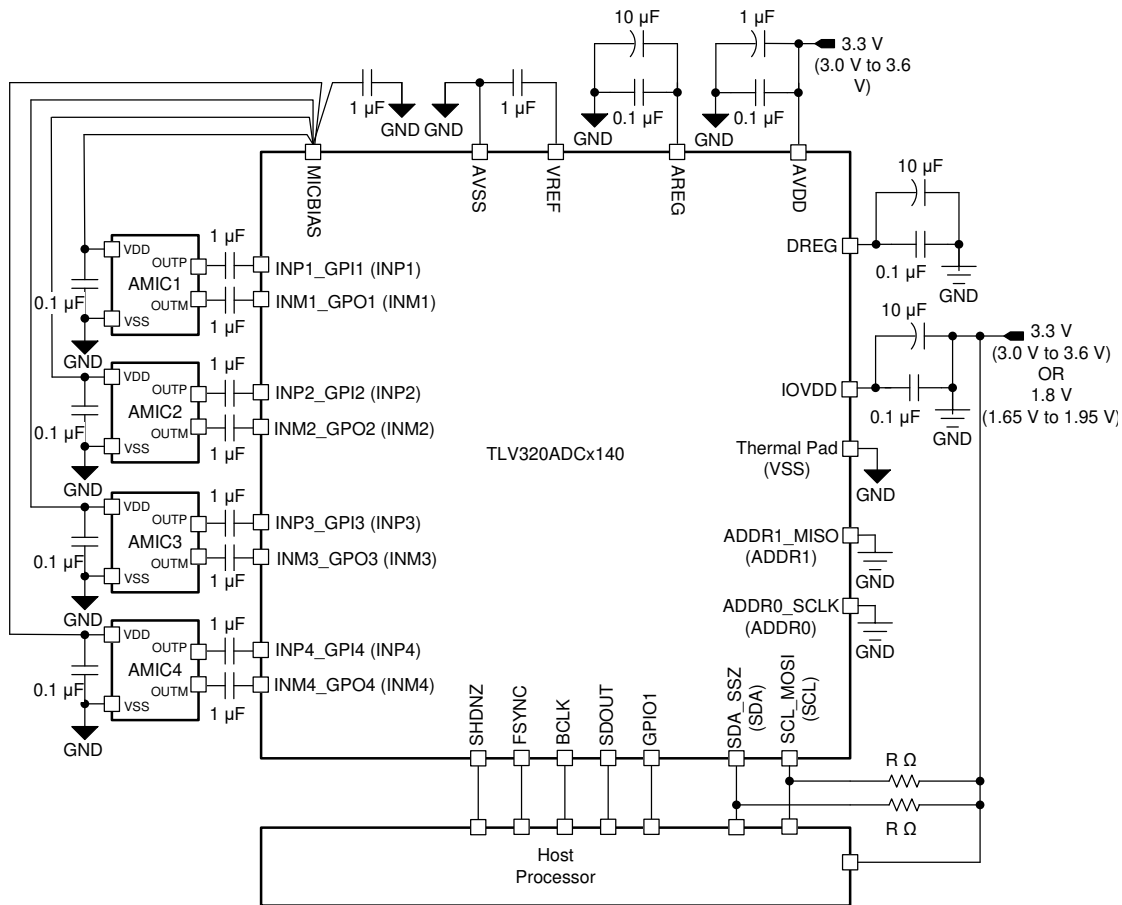 10 µF
1 µF
3.3 V
(3.0 V to 3.6
V)
1 µF
GND
GND
1 µF
0.1 µF
GND
0.1 µF
GND
MICBIAS
AVSS
VREF
AREG
AVDD
10 µF
DREG
0.1 µF
GND
10 µF
3.3 V
(3.0 V to 3.6 V)
OR
1.8 V
(1.65 V to 1.95 V)
IOVDD
0.1 µF
GND
Thermal Pad
(VSS)
GND
ADDR1_MISO
(ADDR1)
GND
ADDR0_SCLK
(ADDR0)
GND
TLV320ADCx140
VDD
OUTP
AMIC1
OUTM
VSS
0.1 µF
GND
1 µF
1 µF
INP1_GPI1 (INP1)
INM1_GPO1 (INM1)
VDD
OUTP
AMIC2
OUTM
VSS
0.1 µF
GND
1 µF
1 µF
INP2_GPI2 (INP2)
INM2_GPO2 (INM2)
VDD
OUTP
AMIC3
OUTM
VSS
0.1 µF
GND
1 µF
1 µF
INP3_GPI3 (INP3)
INM3_GPO3 (INM3)
VDD
OUTP
AMIC4
OUTM
VSS
0.1 µF
GND
1 µF
1 µF
INP4_GPI4 (INP4)
INM4_GPO4 (INM4)
SHDNZ
FSYNC
BCLK
SDOUT
GPIO1
SDA_SSZ
(SDA)
SCL_MOSI
(SCL)
R Ω
R Ω
Host
Processor